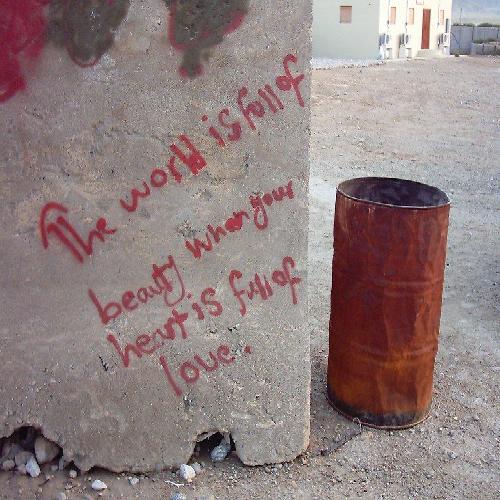 The world is full of
beauty when your
heart is full of
love.